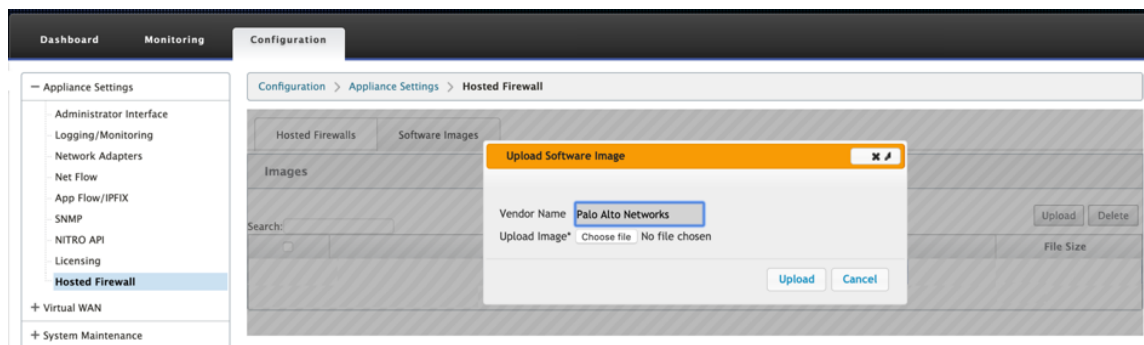 Dashboard Monitoring Configuration
Appliance Settings
Administrator Interface
Logging/Monitoring
Network Adapters
Net Flow
App Flow/IPFIX
SNMP
NITRO API
Licensing
Hosted Firewall
Virtual WAN
System Maintenance
Configuration > Appliance Settings > Hosted Firewall
Hosted Firewalls Software Images
Images
Search:
Upload Delete
File Size
Upload Software Image
Vendor Name Palo Alto Networks
Upload Image* Choose file No file chosen
Upload Cancel